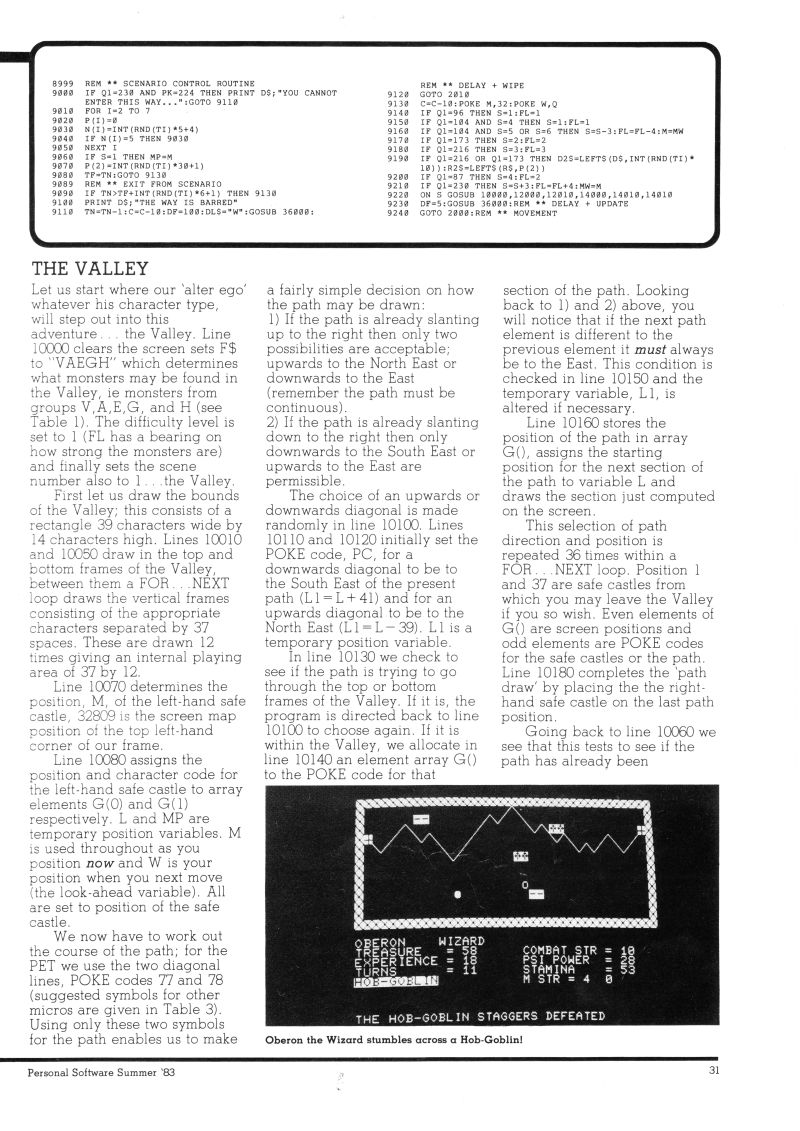 8999 REM ** SCENARIO CONTROL ROUTINE
9000 IF Q1=230 AND PK=224 THEN PRINT D$;"YOU CANNOT
ENTER THIS WAY...":GOTO 9110
9010 FOR I=2 TO 7
9020 P(I)=0
9030 N(I)=INT(RND(TI)*5+4)
9040 IF N(I)=5 THEN 9030
9050 NEXT I
9060 IF S=1 THEN MP=M
9070 P(2)=INT(RND(TI)*30+1)
9080 TF=TN:GOTO 9130
9089 REM ** EXIT FROM SCENARIO
9090 IF TN>TF+INT(RND(TI)*6+1) THEN 9130
9100 PRINT D$;"THE WAY IS BARRED"
9110 TN=TN-1:C=C-10:DF=100:DL$="W":GOSUB 36000:
REM ** DELAY + WIPE
9120 GOTO 2010
9130 C=C-10:POKE M,32:POKE W,Q
9140 IF Q1=96 THEN S=1:FL=1
9150 IF Q1=104 AND S=4 THEN S=1:FL=1
9160 IF Q1=104 AND S=5 OR S=6 THEN S=S-3:FL=FL-4:M=MW
9170 IF Q1=173 THEN S=2:FL=2
9180 IF Q1=216 THEN S=3:FL=3
9190 IF Q1=216 OR Q1=173 THEN D2$=LEFT$(D$,INT(RND(TI)*
10)):R2$=LEFT$(R$,P(2))
9200 IF Q1=87 THEN S=4:FL=2
9210 IF Q1=230 THEN S=S+3:FL=FL+4:MW=M
9220 ON S GOSUB 10000,12000,12010,14000,14010,14010
9230 DF=5:GOSUB 36000:REM ** DELAY + UPDATE
9240 GOTO 2000:REM ** MOVEMENT
THE VALLEY
Let us start where our 'alter ego'
whatever his character type,
will step out into this
adventure... the Valley. Line
10000 clears the screen sets F$
to "VAEGH" which determines
what monsters may be found in
the Valley, ie monsters from
groups V,A,E,G, and H (see
Table 1). The difficulty level is
set to 1 (FL has a bearing on
how strong the monsters are)
and finally sets the scene
number also to 1...the Valley.
First let us draw the bounds
of the Valley; this consists of a
rectangle 39 characters wide by
14 characters high. Lines 10010
and 10050 draw in the top and
bottom frames of the Valley,
between them a FOR...NEXT
loop draws the vertical frames
consisting of the appropriate
characters separated by 37
spaces. These are drawn 12
times giving an internal playing
area of 37 by 12.
Line 10070 determines the
position, M, of the left-hand safe
castle, 32809 is the screen map
position of the top left-hand
corner of our frame.
Line 10080 assigns the
position and character code for
the left-hand safe castle to array
elements G(0) and G(1)
respectively. L and MP are
temporary position variables. M
is used throughout as you
position now and W is your
position when you next move
(the look-ahead variable). All
are set to position of the safe
castle.
We now have to work out
the course of the path; for the
PET we use the two diagonal
lines, POKE codes 77 and 78
(suggested symbols for other
micros are given in Table 3).
Using only these two symbols
for the path enables us to make
a fairly simple decision on how
the path may be drawn:
1) If the path is already slanting
up to the right then only two
possibilities are acceptable;
upwards to the North East or
downwards to the East
(remember the path must be
continuous).
2) If the path is already slanting
down to the right then only
downwards to the South East or
upwards to the East are
permissible.
The choice of an upwards or
downwards diagonal is made
randomly in line 10100. Lines
10110 and 10120 initially set the
POKE code, PC, for a
downwards diagonal to be to
the South East of the present
path (L1=L+41) and for an
upwards diagonal to be to the
North East (L1=L-39). L1 is a
temporary position variable.
In line 10130 we check to
see if the path is trying to go
through the top or bottom
frames of the Valley. If it is, the
program is directed back to line
10100 to choose again. If it is
within the Valley, we allocate in
line 10140 an element array G()
to the POKE code for that
section of the path. Looking
back to 1) and 2) above, you
will notice that if the next path
element is different to the
previous element it must always
be to the East. This condition is
checked in line 10150 and the
temporary variable, L1, is
altered if necessary.
Line 10160 stores the
position of the path in array
G(), assigns the starting
position for the next section of
the path to variable L and
draws the section just computed
on the screen.
This selection of path
direction and position is
repeated 36 times within a
FOR...NEXT loop. Position 1
and 37 are safe castles from
which you may leave the Valley
if you so wish. Even elements of
G() are screen positions and
odd elements are POKE codes
for the safe castles or the path.
Line 10180 completes the 'path
draw' by placing the the right-
hand safe castle on the last path
position.
Going back to line 10060 we
see that this tests to see if the
path has already been
OBERON WIZARD
TREASURE = 58 COMBAT STR = 10
EXPERIENCE = 18 PSI POWER = 28
TURNS = 11 STAMINA = 53
HOB-GOBLIN M STR = 4 0
THE HOB-GOBLIN STAGGERS DEFEATED
Oberon the Wizard stumbles across a Hob-Goblin!
Personal Software Summer '83
31